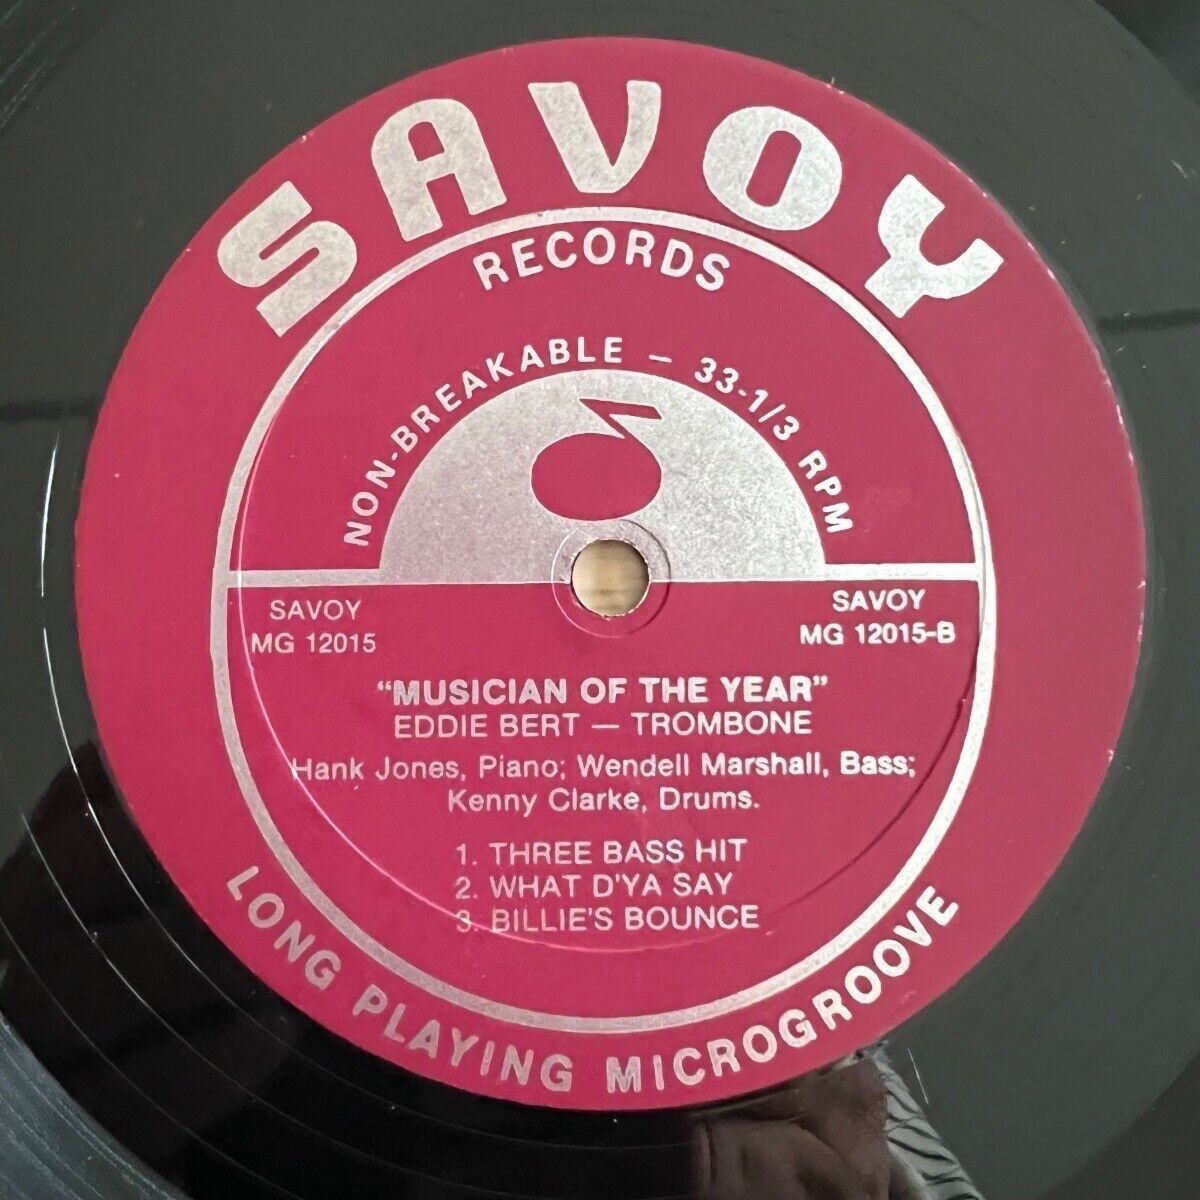 SAVOY
RECORDS
NON-BREAKABLE — 33-1/3 RPM
SAVOY
MG 12015
SAVOY
MG 12015-B
“MUSICIAN OF THE YEAR”
EDDIE BERT — TROMBONE
Hank Jones, Piano; Wendell Marshall, Bass;
Kenny Clarke, Drums.
1. THREE BASS HIT
2. WHAT D'YA SAY
3. BILLIE'S BOUNCE
LONG PLAYING MICROGROOVE